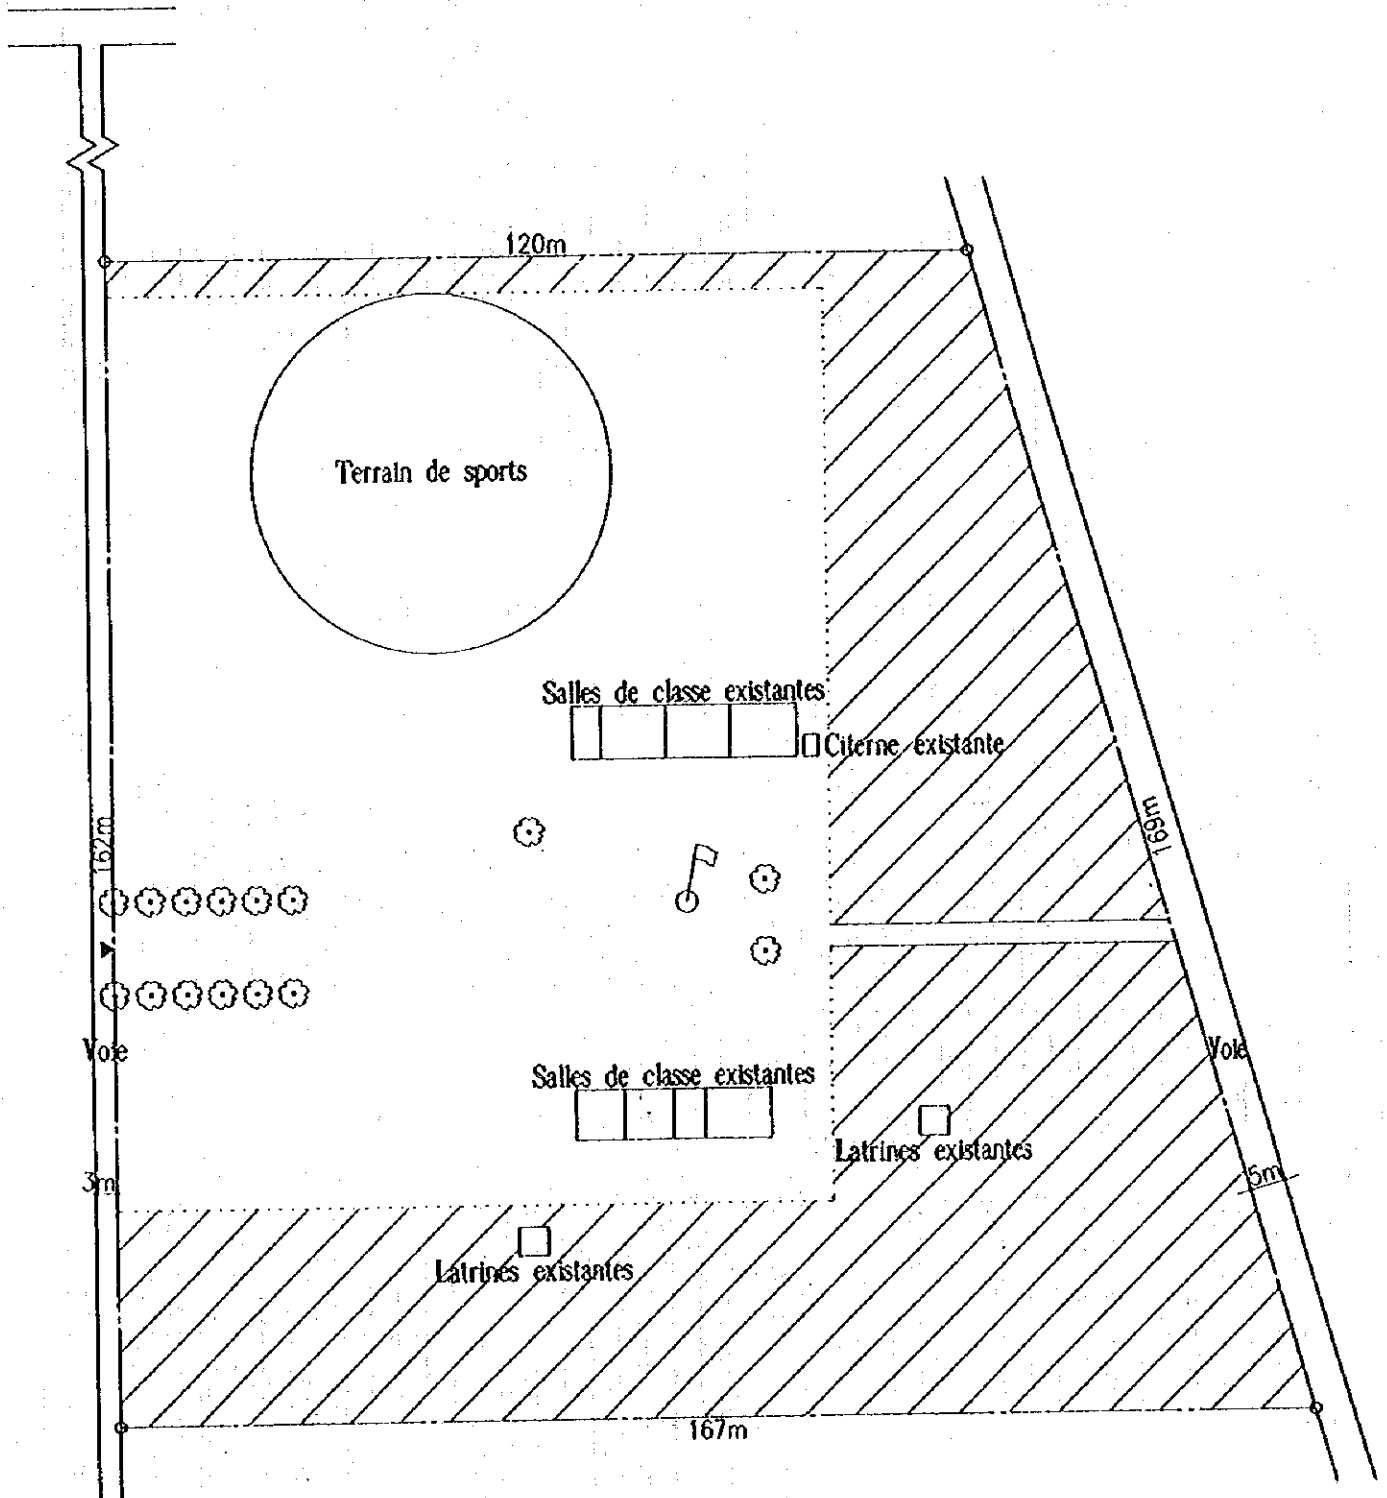 120m
Terrain de sports
Salles de classe existantes
Citerne existante
162m
169m
Voie
Voie
Salles de classe existantes
Latrines existantes
3m
5m
Latrines existantes
167m